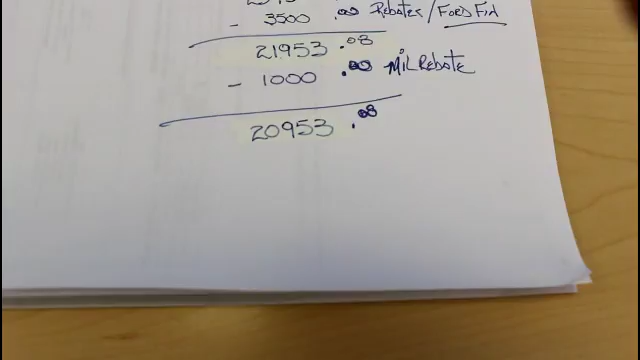 - 3500 .00 Rebates / Ford Fin
21953 .08
- 1000 .00 Mil Rebate
20953 .08